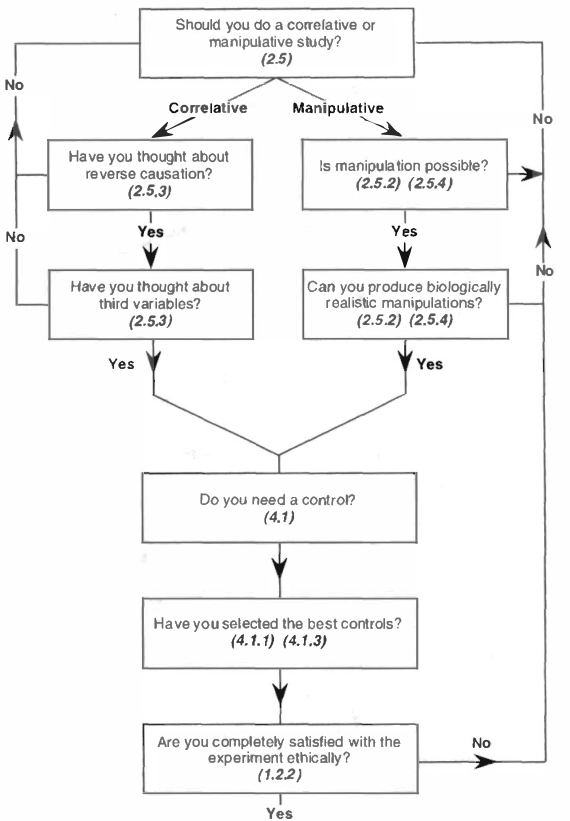 Should you do a correlative or
manipulative study?
(2.5)
No
Correlative
Manipulative
No
Have you thought about
reverse causation?
(2.5.3)
Is manipulation possible?
(2.5.2) (2.5.4)
No
Yes
Yes
No
Have you thought about
third variables?
(2.5.3)
Can you produce biologically
realistic manipulations?
(2.5.2) (2.5.4)
Yes
Yes
Do you need a control?
(4.1)
Have you selected the best controls?
(4.1.1) (4.1.3)
Are you completely satisfied with the
experiment ethically?
(1.2.2)
No
Yes